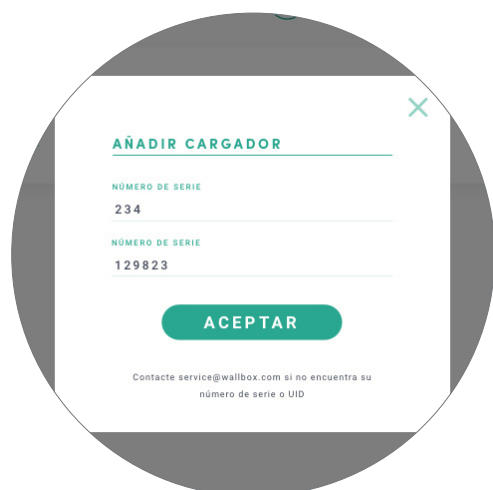 AÑADIR CARGADOR
NÚMERO DE SERIE
234
NÚMERO DE SERIE
129823
ACEPTAR
Contacte service@wallbox.com si no encuentra su
número de serie o UID